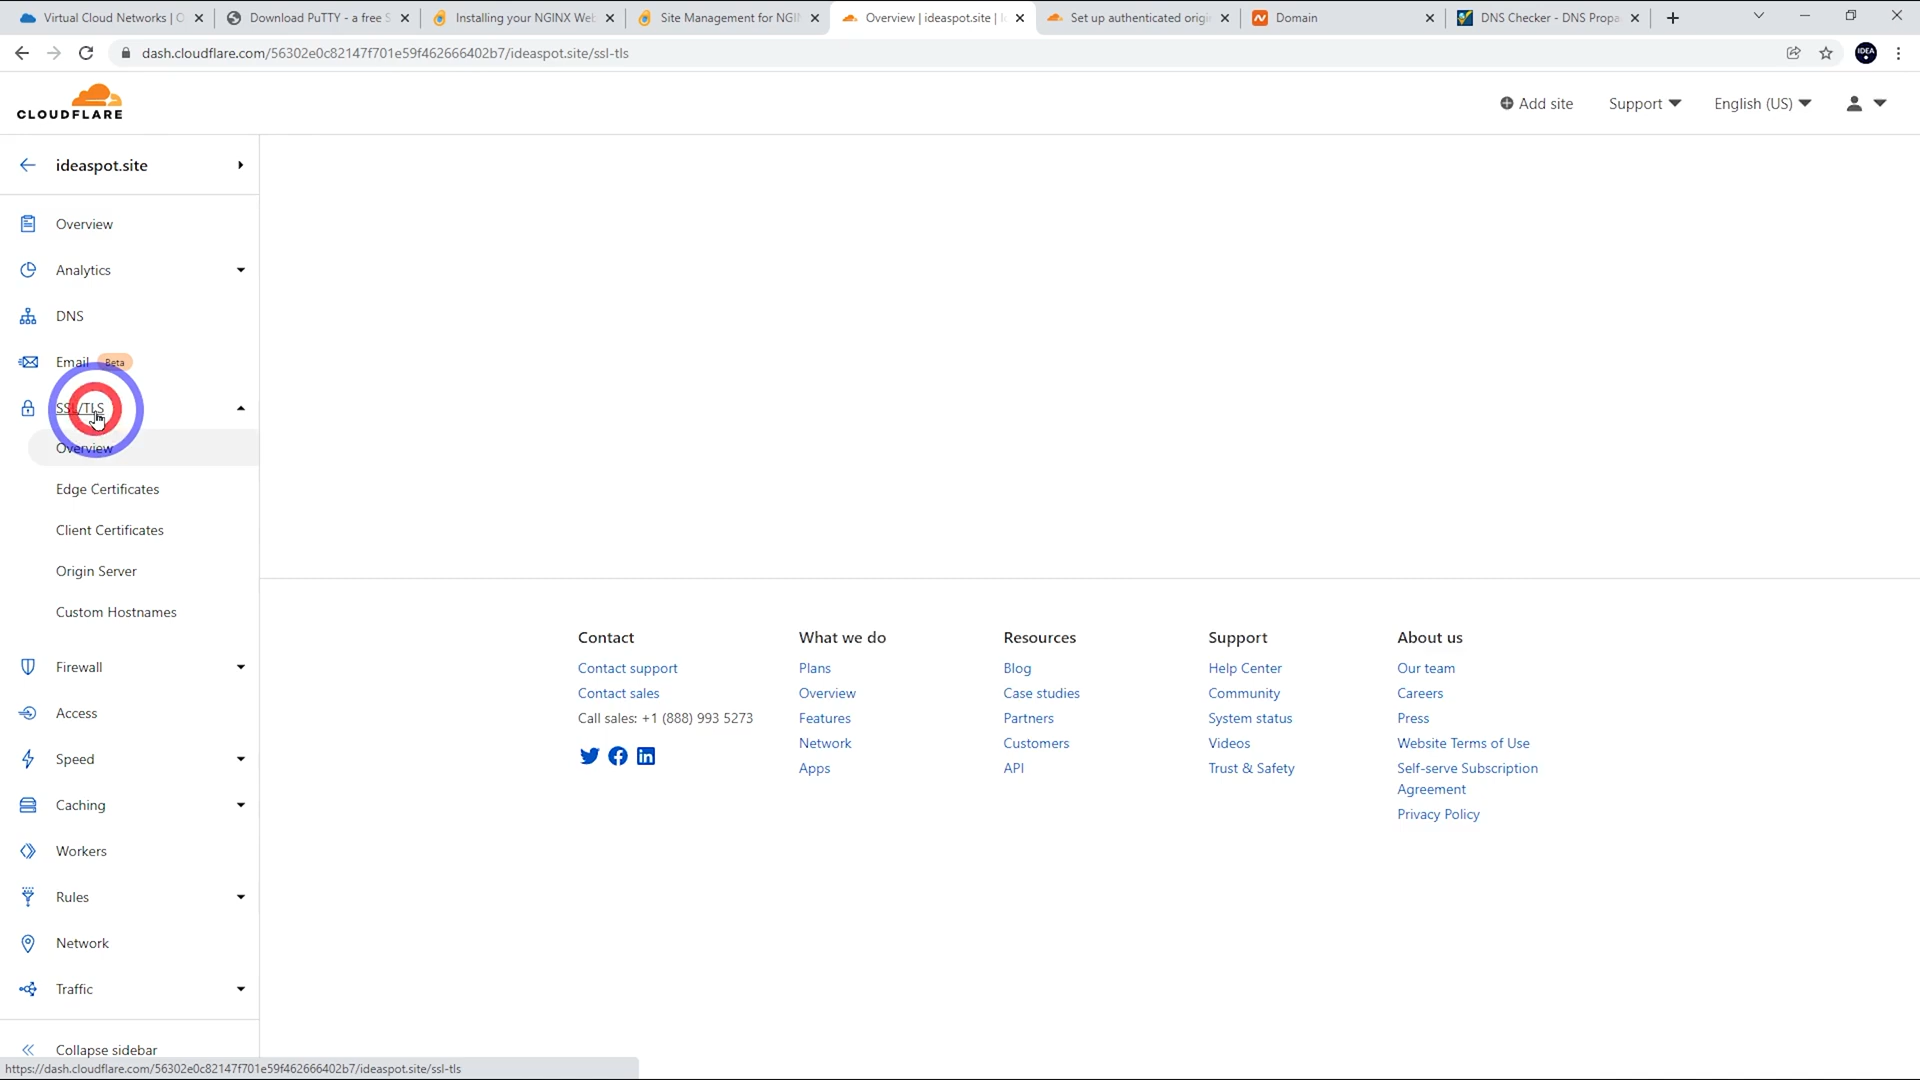 Virtual Cloud Networks | O
Download PuTTY - a free S
Installing your NGINX Web
Site Management for NGIN
Overview | ideaspot.site | Id
Set up authenticated origi
Domain
DNS Checker - DNS Propa
dash.cloudflare.com/56302e0c82147f701e59f462666402b7/ideaspot.site/ssl-tls
IDEA
CLOUDFLARE
Add site
Support
English (US)
ideaspot.site
Overview
Analytics
DNS
Email Beta
SSL/TLS
Overview
Edge Certificates
Client Certificates
Origin Server
Custom Hostnames
Firewall
Access
Speed
Caching
Workers
Rules
Network
Traffic
Collapse sidebar
Contact
Contact support
Contact sales
Call sales: +1 (888) 993 5273
What we do
Plans
Overview
Features
Network
Apps
Resources
Blog
Case studies
Partners
Customers
API
Support
Help Center
Community
System status
Videos
Trust & Safety
About us
Our team
Careers
Press
Website Terms of Use
Self-serve Subscription
Agreement
Privacy Policy
https://dash.cloudflare.com/56302e0c82147f701e59f462666402b7/ideaspot.site/ssl-tls